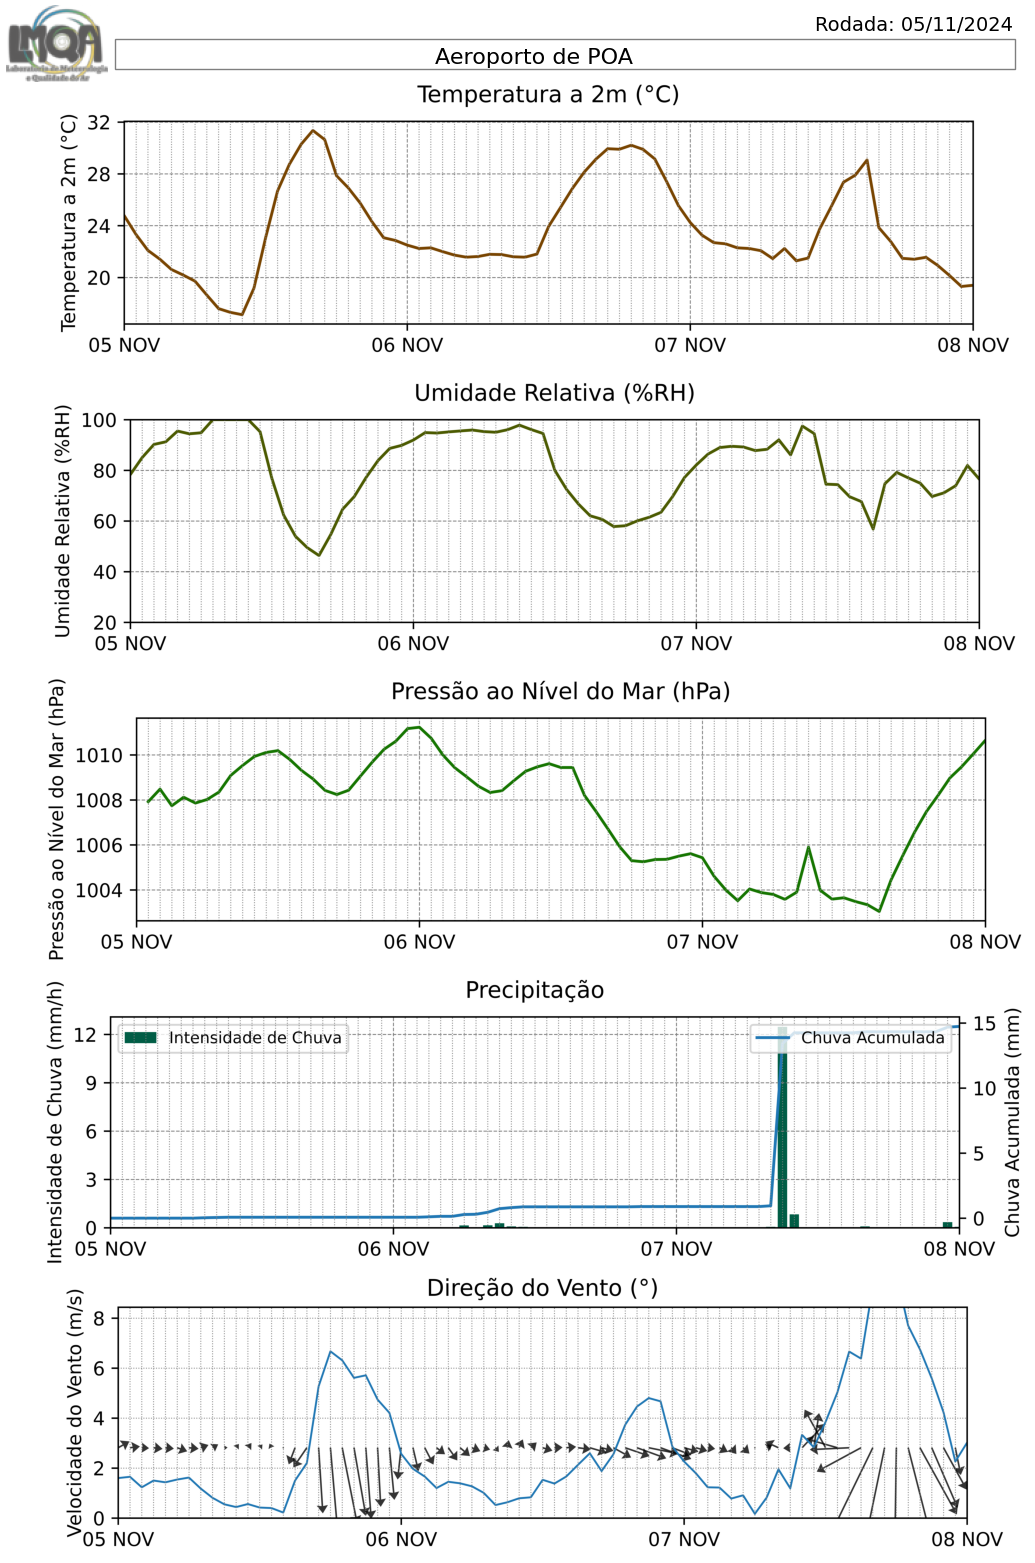 Rodada: 05/11/2024
LMQA
Laboratório de Meteorologia
e Qualidade do Ar
Aeroporto de POA
Temperatura a 2m (°C)
Temperatura a 2m (°C)
32
28
24
20
05 NOV 06 NOV 07 NOV 08 NOV
Umidade Relativa (%RH)
Umidade Relativa (%RH)
100
80
60
40
20
05 NOV 06 NOV 07 NOV 08 NOV
Pressão ao Nível do Mar (hPa)
Pressão ao Nível do Mar (hPa)
1010
1008
1006
1004
05 NOV 06 NOV 07 NOV 08 NOV
Precipitação
Intensidade de Chuva (mm/h)
12
9
6
3
0
Intensidade de Chuva
Chuva Acumulada
15
10
5
0
Chuva Acumulada (mm)
05 NOV 06 NOV 07 NOV 08 NOV
Direção do Vento (°)
Velocidade do Vento (m/s)
8
6
4
2
0
05 NOV 06 NOV 07 NOV 08 NOV